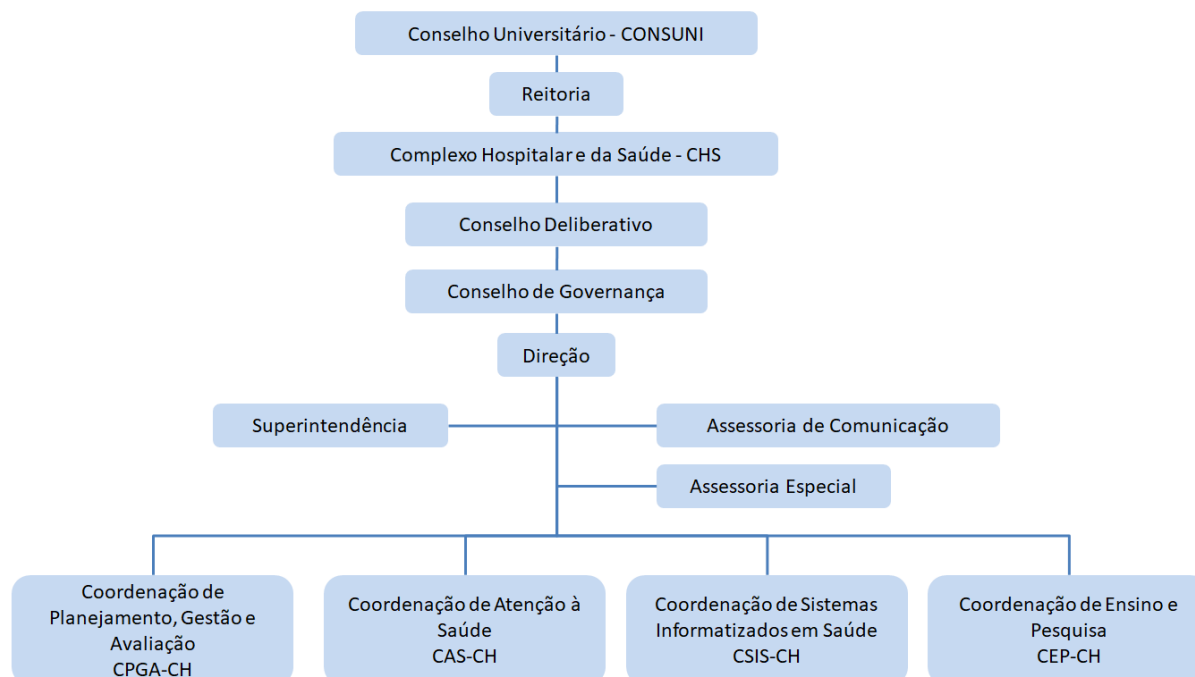 Conselho Universitário - CONSUNI
Reitoria
Complexo Hospitalar e da Saúde - CHS
Conselho Deliberativo
Conselho de Governança
Direção
Superintendência
Assessoria de Comunicação
Assessoria Especial
Coordenação de
Planejamento, Gestão e
Avaliação
CPGA-CH
Coordenação de Atenção à
Saúde
CAS-CH
Coordenação de Sistemas
Informatizados em Saúde
CSIS-CH
Coordenação de Ensino e
Pesquisa
CEP-CH